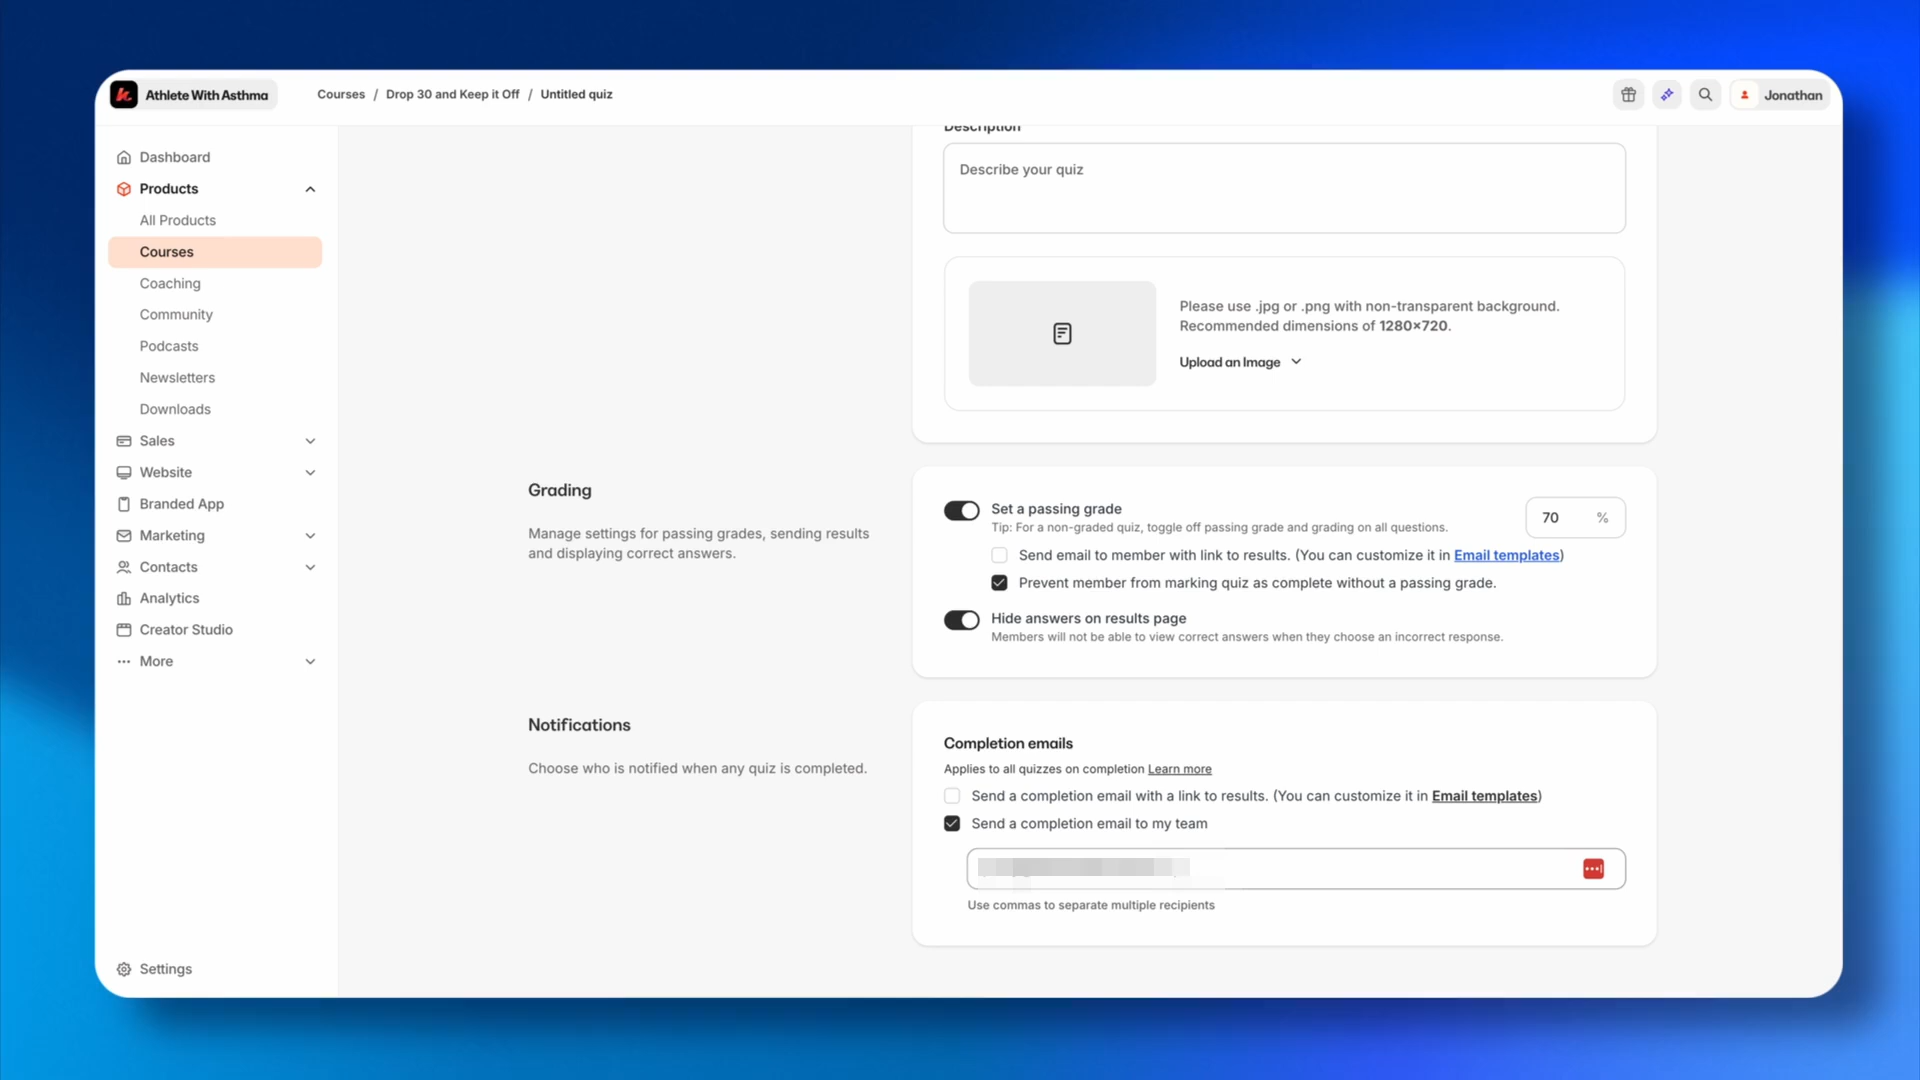 Athlete With Asthma
Courses / Drop 30 and Keep it Off / Untitled quiz
Jonathan
Dashboard
Products
All Products
Courses
Coaching
Community
Podcasts
Newsletters
Downloads
Sales
Website
Branded App
Marketing
Contacts
Analytics
Creator Studio
More
Settings
Description
Describe your quiz
Please use .jpg or .png with non-transparent background.
Recommended dimensions of 1280×720.
Upload an Image
Grading
Manage settings for passing grades, sending results
and displaying correct answers.
Set a passing grade
Tip: For a non-graded quiz, toggle off passing grade and grading on all questions.
70 %
Send email to member with link to results. (You can customize it in Email templates)
Prevent member from marking quiz as complete without a passing grade.
Hide answers on results page
Members will not be able to view correct answers when they choose an incorrect response.
Notifications
Choose who is notified when any quiz is completed.
Completion emails
Applies to all quizzes on completion Learn more
Send a completion email with a link to results. (You can customize it in Email templates)
Send a completion email to my team
Use commas to separate multiple recipients